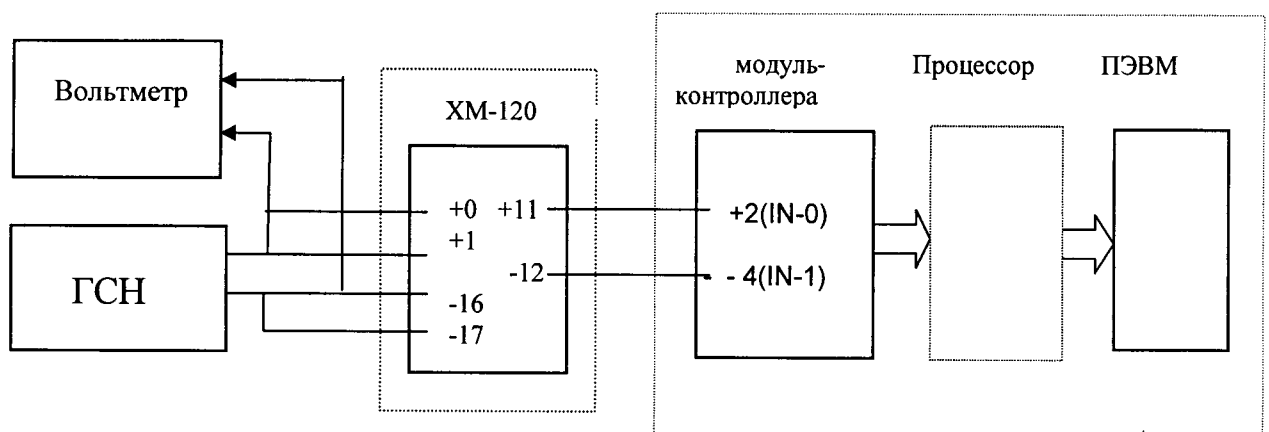 Вольтметр
ГСН
ХМ-120
+0 +11
+1
-12
-16
-17
модуль-
контроллера
+2(IN-0)
- 4(IN-1)
Процессор
ПЭВМ